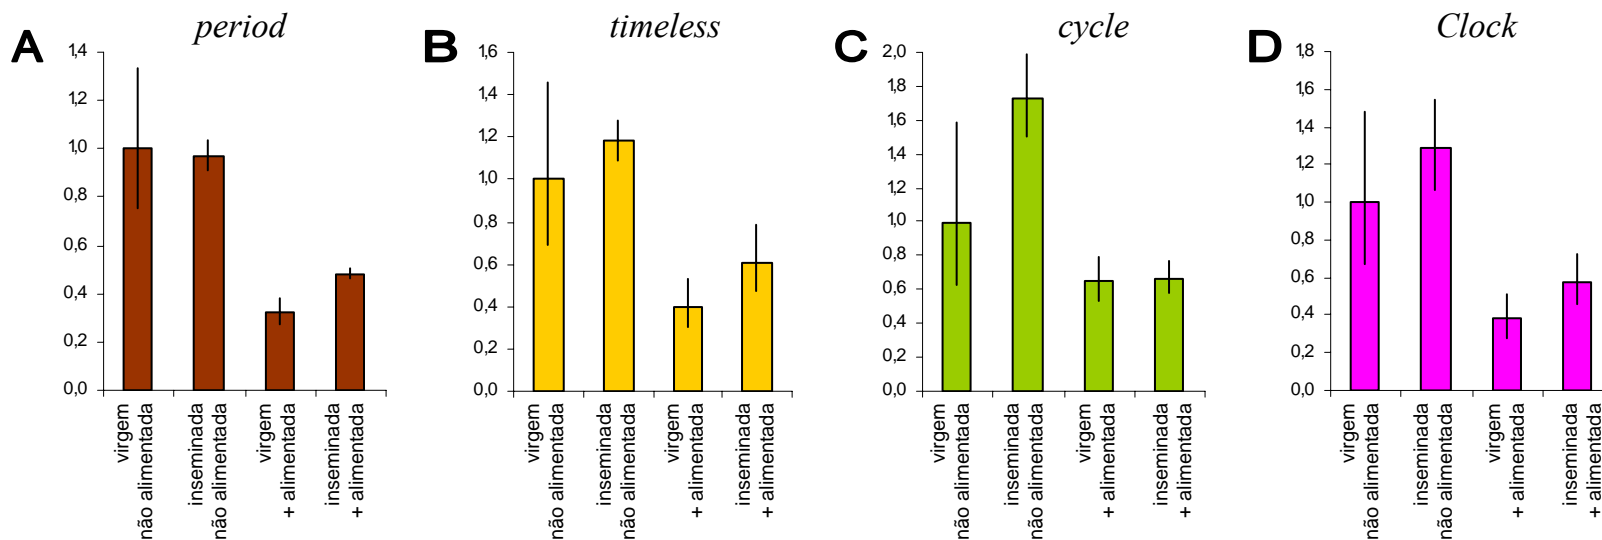 A
period
1,4
1,2
1,0
0,8
0,6
0,4
0,2
0,0
virgem
não alimentada
inseminada
não alimentada
virgem
+ alimentada
inseminada
+ alimentada
B
timeless
1,6
1,4
1,2
1,0
0,8
0,6
0,4
0,2
0,0
virgem
não alimentada
inseminada
não alimentada
virgem
+ alimentada
inseminada
+ alimentada
C
cycle
2,0
1,8
1,6
1,4
1,2
1,0
0,8
0,6
0,4
0,2
0,0
virgem
não alimentada
inseminada
não alimentada
virgem
+ alimentada
inseminada
+ alimentada
D
Clock
1,8
1,6
1,4
1,2
1,0
0,8
0,6
0,4
0,2
0,0
virgem
não alimentada
inseminada
não alimentada
virgem
+ alimentada
inseminada
+ alimentada